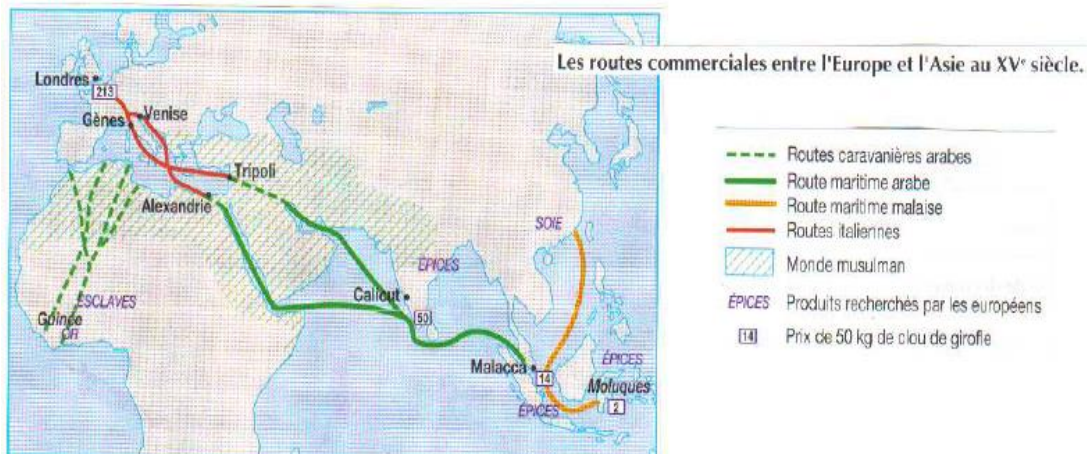 Les routes commerciales entre l'Europe et l'Asie au XVᵉ siècle.
Londres
213
Gènes
Venise
Tripoli
Alexandrie
SOIE
ÉPICES
Calicut
50
ESCLAVES
Guinée
OR
Malacca
14
ÉPICES
Moluques
ÉPICES
2
Routes caravanières arabes
Route maritime arabe
Route maritime malaise
Routes italiennes
Monde musulman
ÉPICES Produits recherchés par les européens
14 Prix de 50 kg de clou de girofle